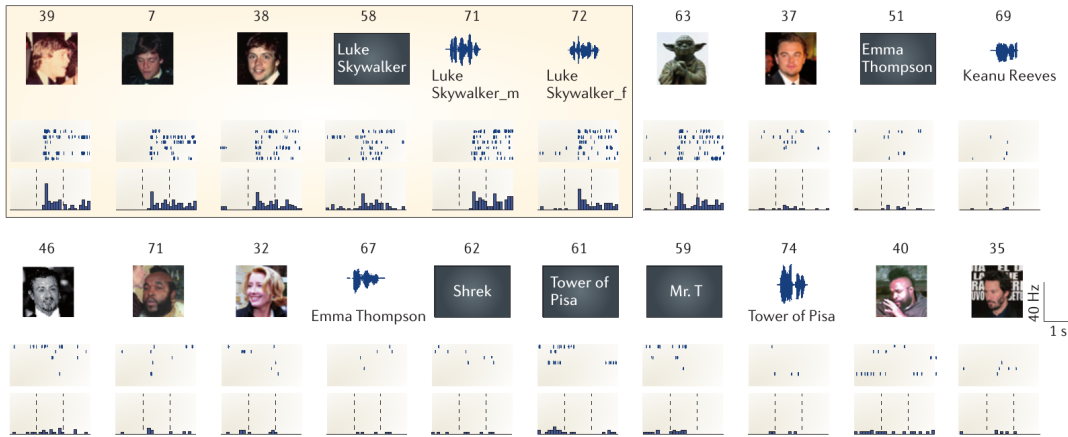 39 7 38 58 71 72 63 37 51 69
Luke
Skywalker
Luke
Skywalker_m
Luke
Skywalker_f
Emma
Thompson
Keanu Reeves
46 71 32 67 62 61 59 74 40 35
Emma Thompson
Shrek
Tower of
Pisa
Mr. T
Tower of Pisa
40 Hz
1 s